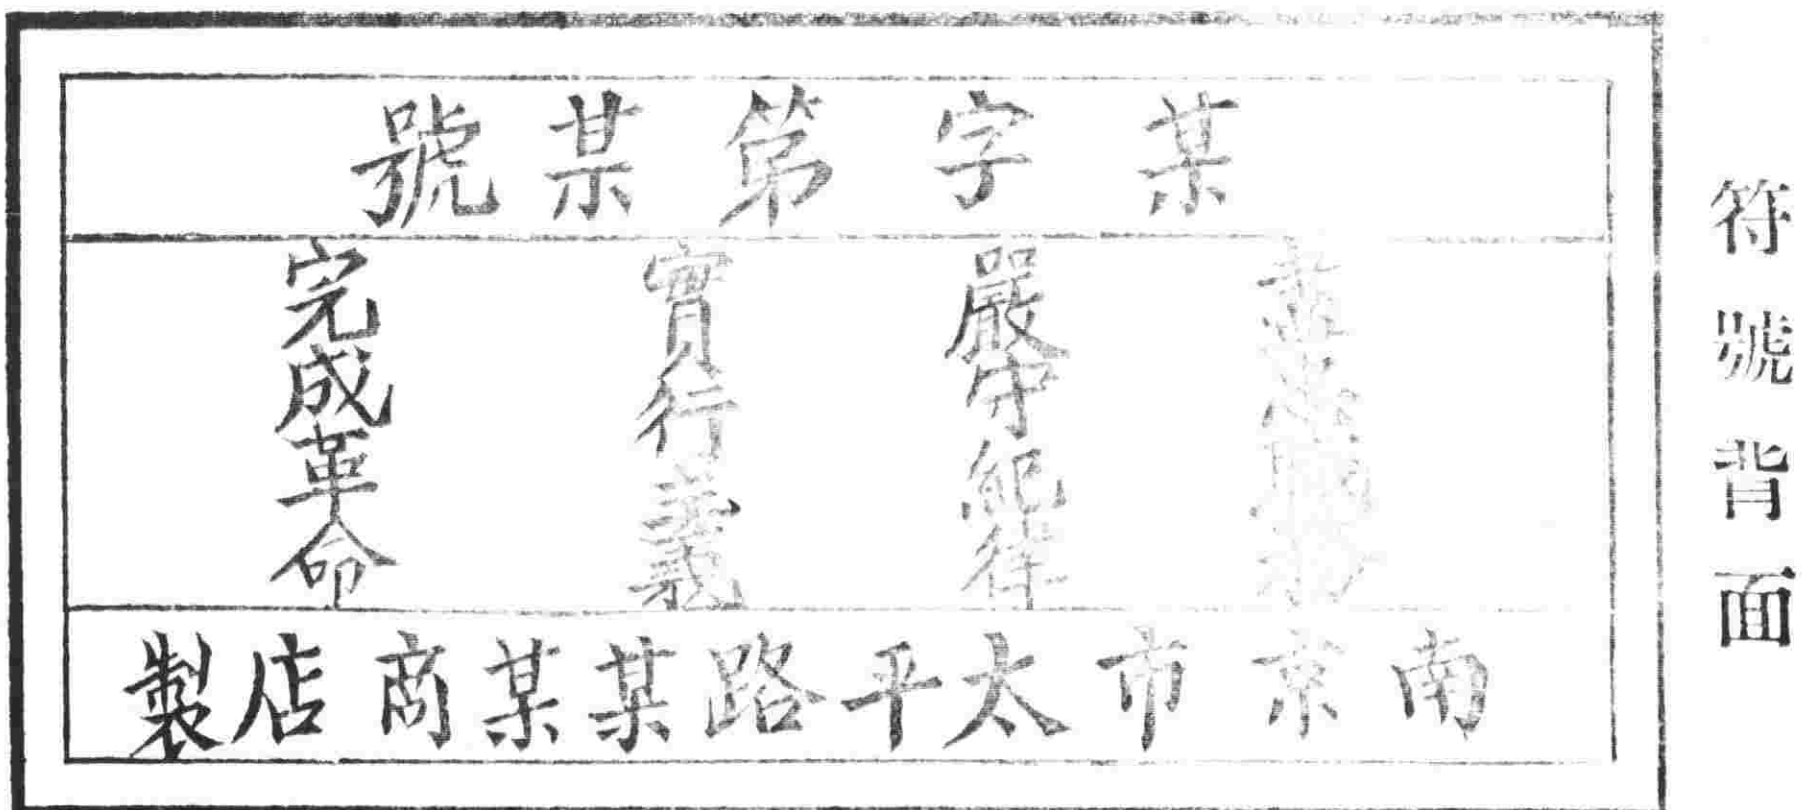 符號背面
某字第某號
嚴守紀律
實行主義
完成革命
南京市太平路某某商店製